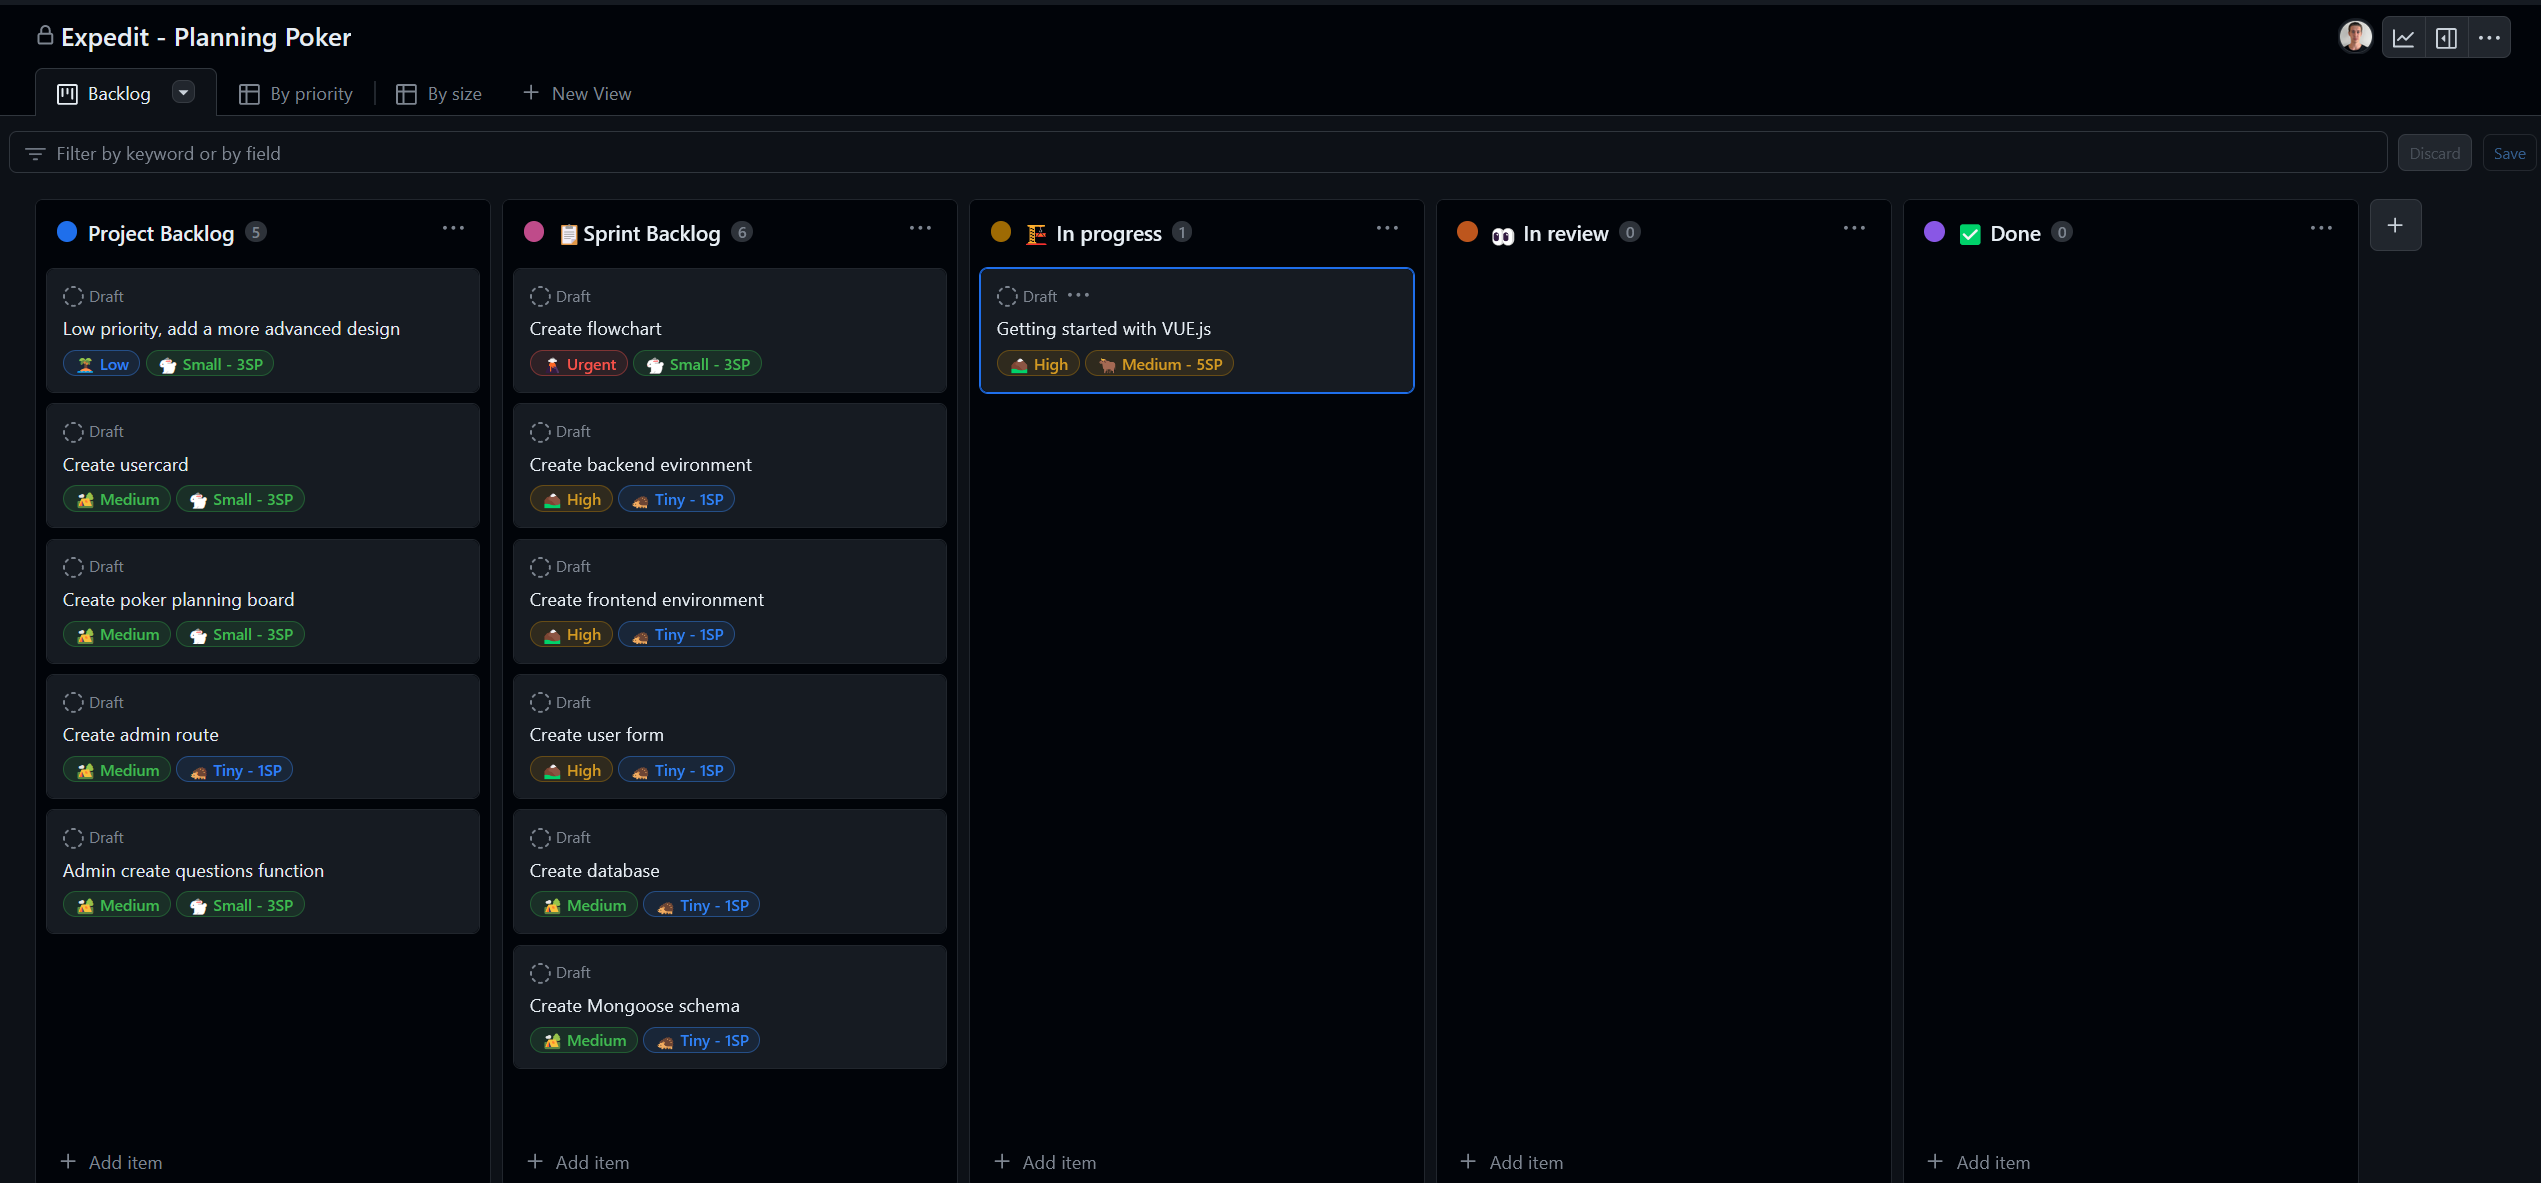 Expedit - Planning Poker
Backlog
By priority
By size
New View
Filter by keyword or by field
Discard
Save
Project Backlog 5
Draft
Low priority, add a more advanced design
Low
Small - 3SP
Draft
Create usercard
Medium
Small - 3SP
Draft
Create poker planning board
Medium
Small - 3SP
Draft
Create admin route
Medium
Tiny - 1SP
Draft
Admin create questions function
Medium
Small - 3SP
Add item
Sprint Backlog 6
Draft
Create flowchart
Urgent
Small - 3SP
Draft
Create backend evironment
High
Tiny - 1SP
Draft
Create frontend environment
High
Tiny - 1SP
Draft
Create user form
High
Tiny - 1SP
Draft
Create database
Medium
Tiny - 1SP
Draft
Create Mongoose schema
Medium
Tiny - 1SP
Add item
In progress 1
Draft
Getting started with VUE.js
High
Medium - 5SP
Add item
In review 0
Add item
Done 0
Add item